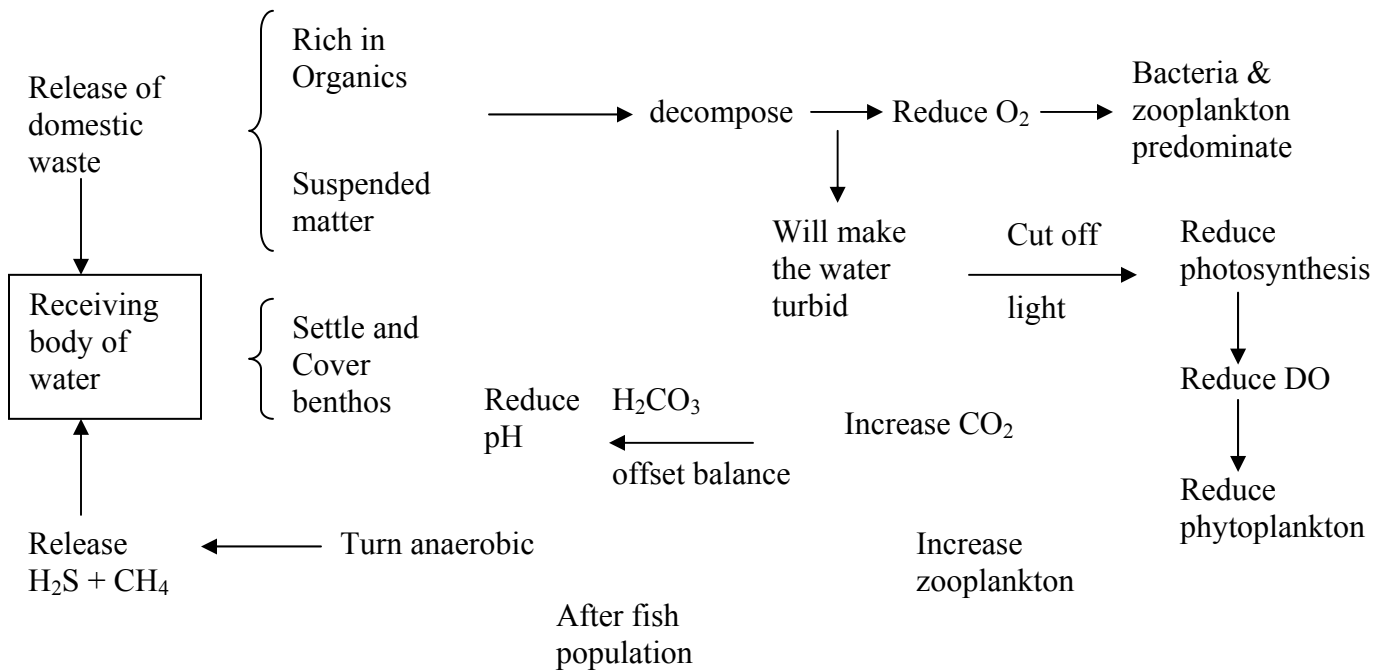 Release of
domestic
waste
Rich in
Organics
Suspended
matter
decompose
Reduce O₂
Bacteria &
zooplankton
predominate
Will make
the water
turbid
Cut off
light
Reduce
photosynthesis
Receiving
body of
water
Settle and
Cover
benthos
Reduce
pH
H₂CO₃
offset balance
Increase CO₂
Reduce DO
Reduce
phytoplankton
Release
H₂S + CH₄
Turn anaerobic
Increase
zooplankton
After fish
population